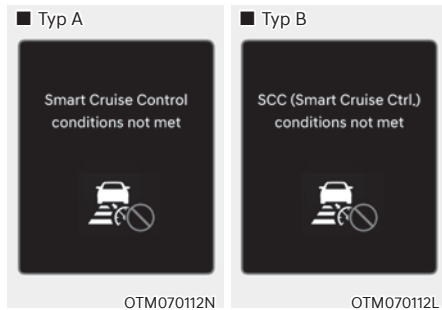 ■ Typ A
Smart Cruise Control
conditions not met
OTM070112N
■ Typ B
SCC (Smart Cruise Ctrl.)
conditions not met
OTM070112L